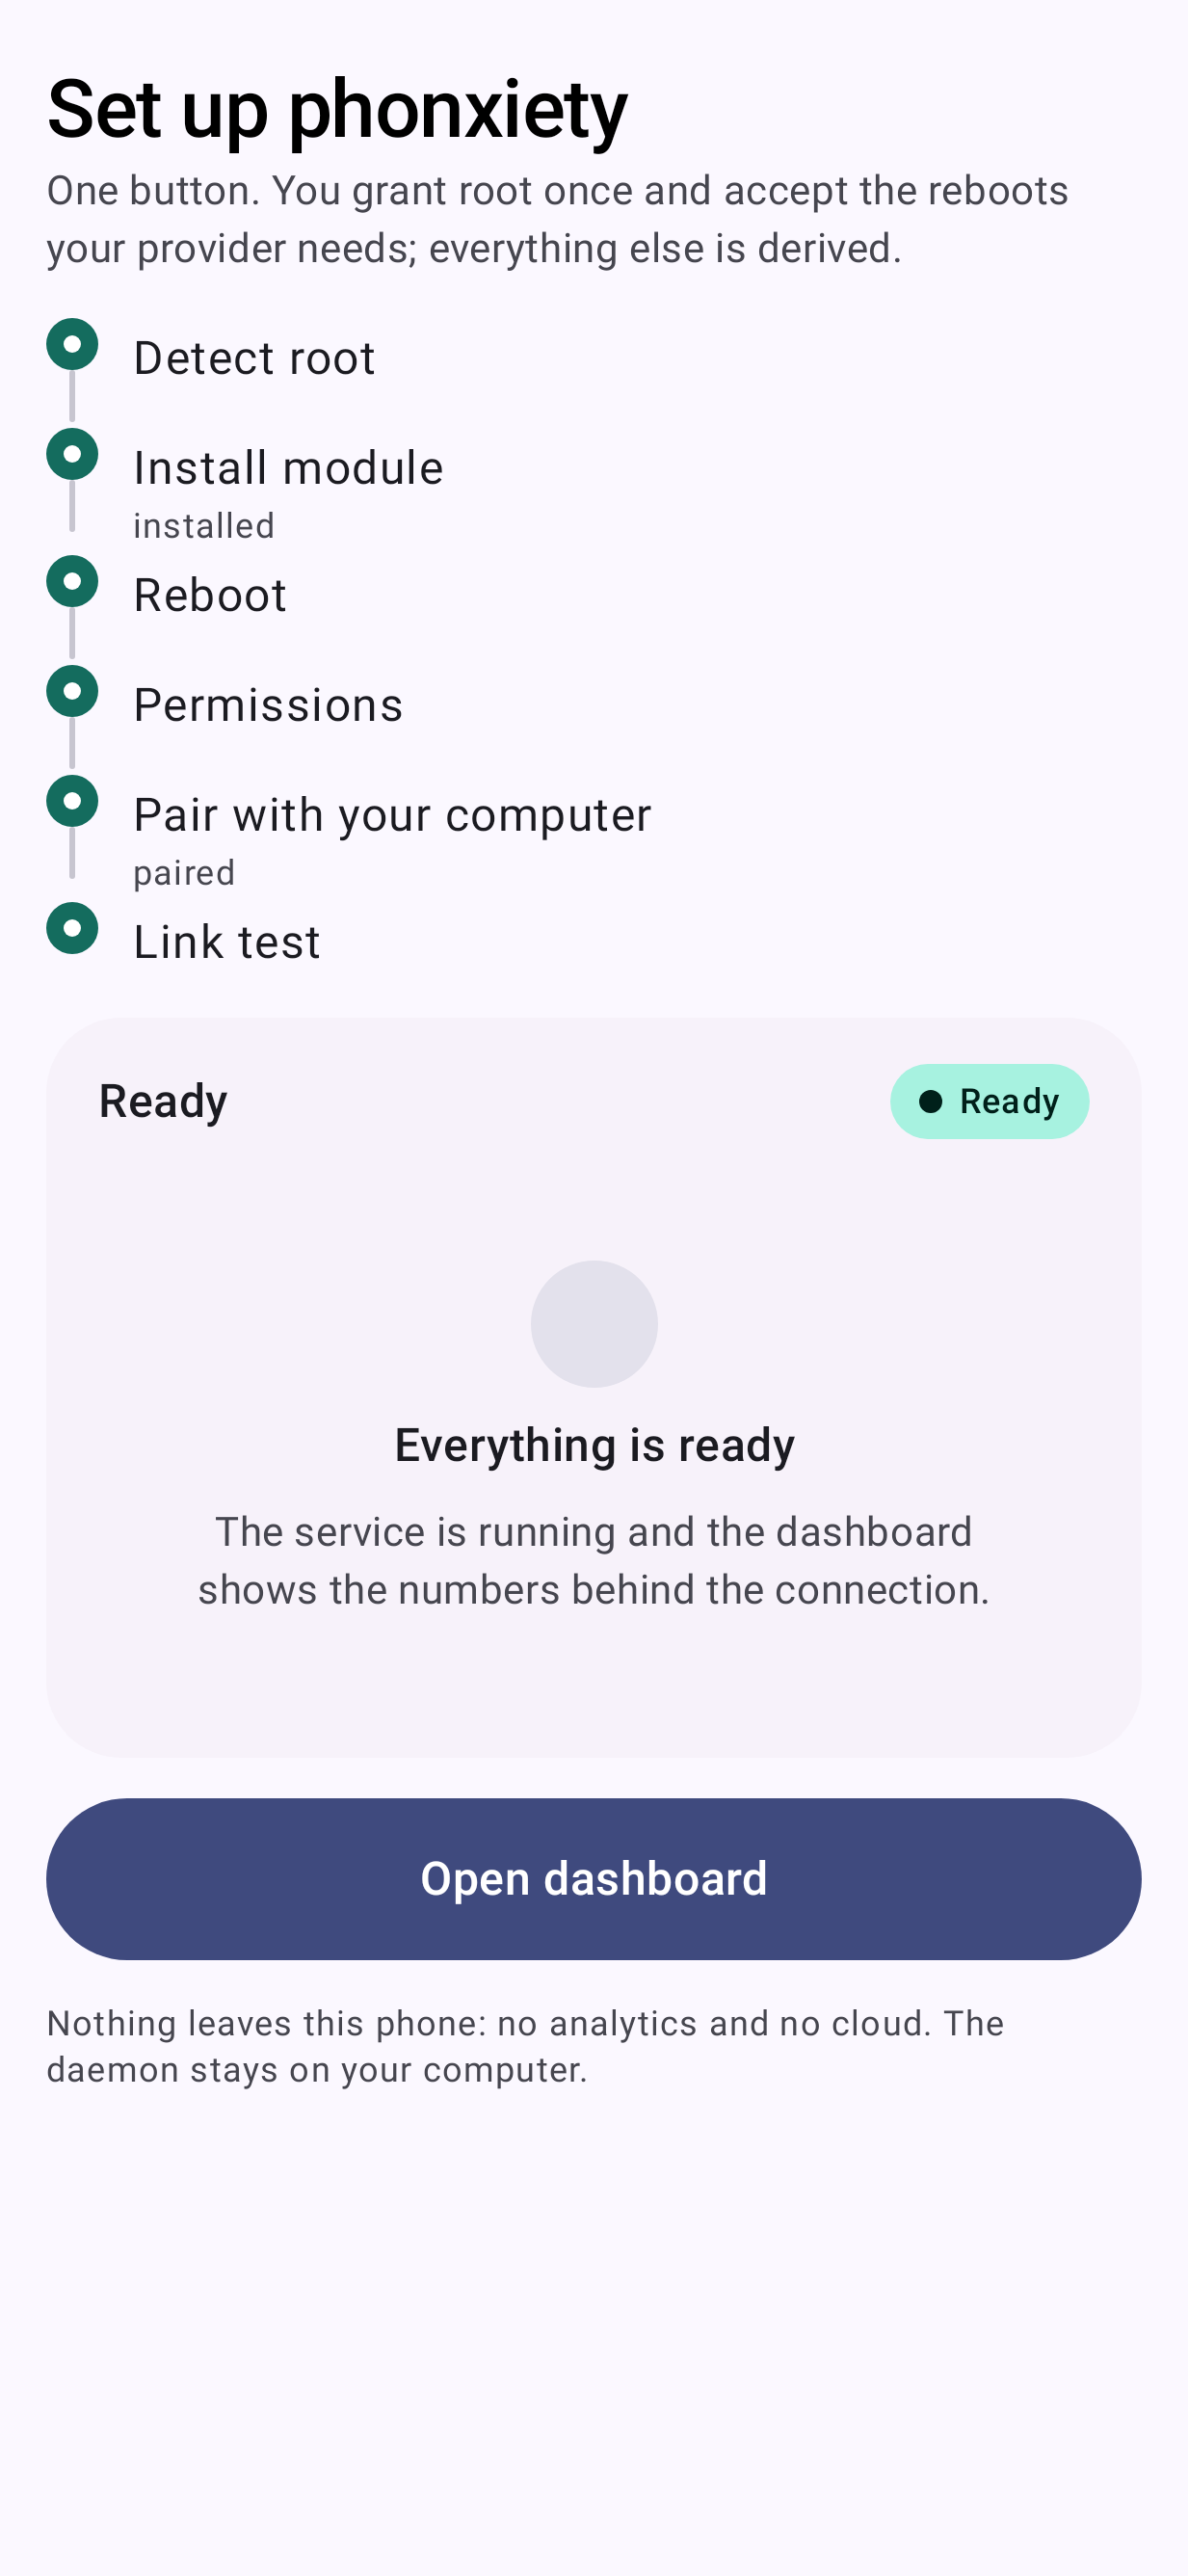 Set up phonxiety
One button. You grant root once and accept the reboots
your provider needs; everything else is derived.
Detect root
Install module
installed
Reboot
Permissions
Pair with your computer
paired
Link test
Ready
Ready
Everything is ready
The service is running and the dashboard
shows the numbers behind the connection.
Open dashboard
Nothing leaves this phone: no analytics and no cloud. The
daemon stays on your computer.